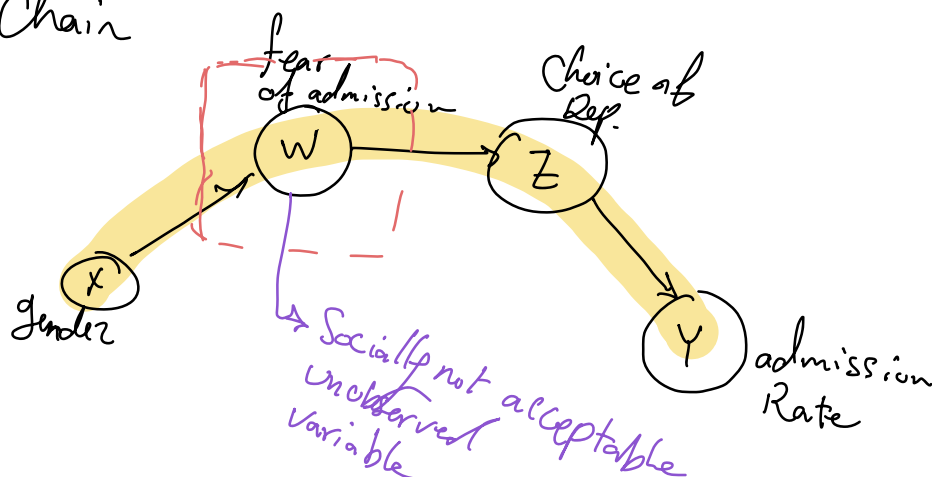 Chain
fear
of admission
W
Choice of
Dep.
Z
X
gender
Y
admission
Rate
Socially not acceptable
unobserved
variable